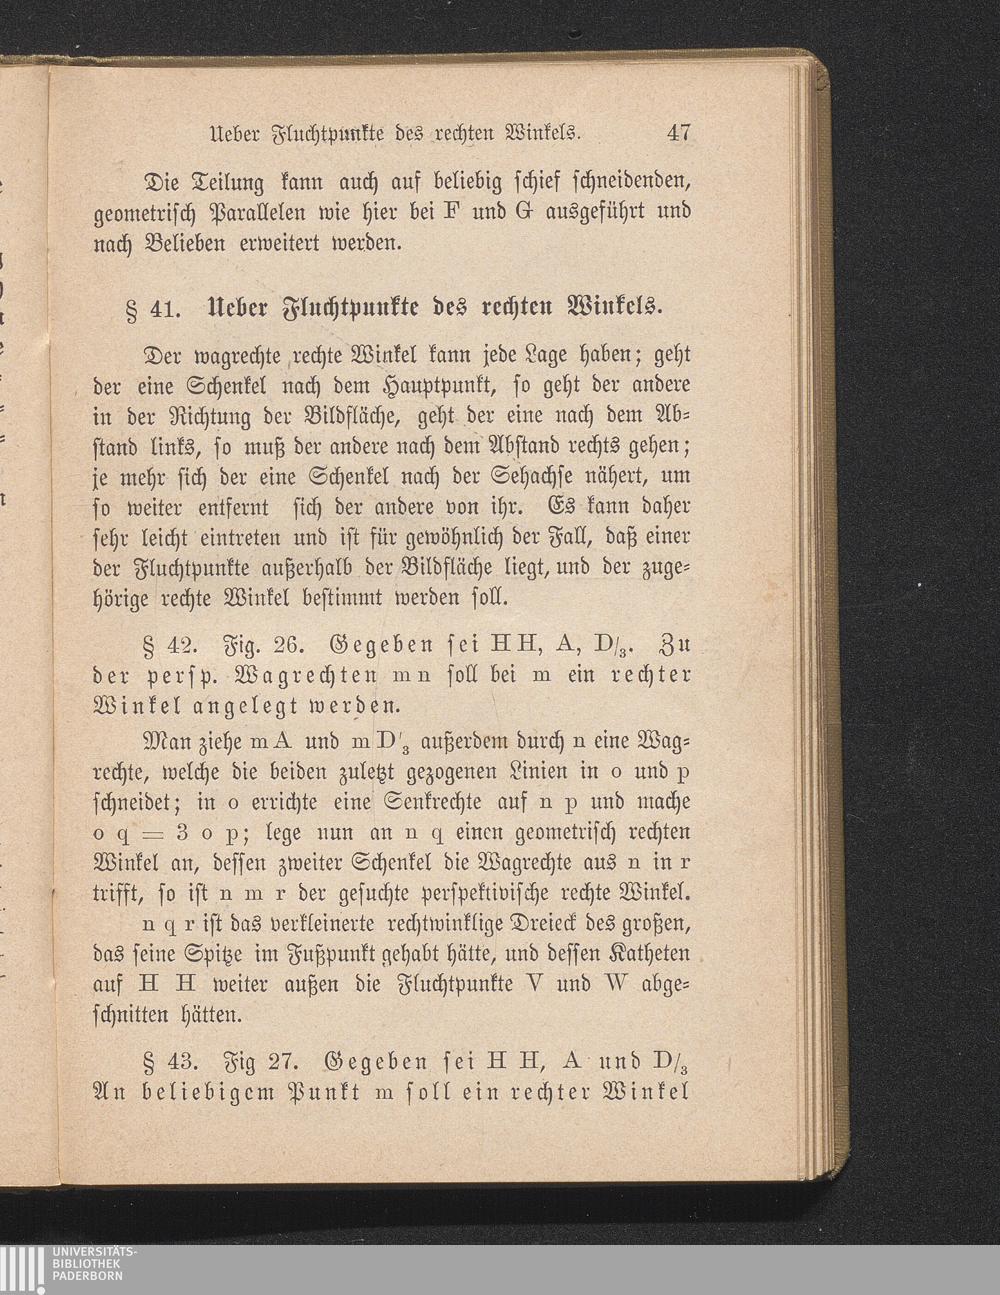 Ueber Fluchtpunkte des rechten Winkels. 47
Die Teilung kann auch auf beliebig schief schneidenden,
geometrisch Parallelen wie hier bei F und G ausgeführt und
nach Belieben erweitert werden.
§ 41. Ueber Fluchtpunkte des rechten Winkels.
Der wagrechte rechte Winkel kann jede Lage haben; geht
der eine Schenkel nach dem Hauptpunkt, so geht der andere
in der Richtung der Bildfläche, geht der eine nach dem Ab-
stand links, so muß der andere nach dem Abstand rechts gehen;
je mehr sich der eine Schenkel nach der Sehachse nähert, um
so weiter entfernt sich der andere von ihr. Es kann daher
sehr leicht eintreten und ist für gewöhnlich der Fall, daß einer
der Fluchtpunkte außerhalb der Bildfläche liegt, und der zuge-
hörige rechte Winkel bestimmt werden soll.
§ 42. Fig. 26. Gegeben sei H H, A, D/3. Zu
der persp. Wagrechten m n soll bei m ein rechter
Winkel angelegt werden.
Man ziehe m A und m D/3 außerdem durch n eine Wag-
rechte, welche die beiden zuletzt gezogenen Linien in o und p
schneidet; in o errichte eine Senkrechte auf n p und mache
o q = 3 o p; lege nun an n q einen geometrisch rechten
Winkel an, dessen zweiter Schenkel die Wagrechte aus n in r
trifft, so ist n m r der gesuchte perspektivische rechte Winkel.
n q r ist das verkleinerte rechtwinklige Dreieck des großen,
das seine Spitze im Fußpunkt gehabt hätte, und dessen Katheten
auf H H weiter außen die Fluchtpunkte V und W abge-
schnitten hätten.
§ 43. Fig 27. Gegeben sei H H, A und D/3
An beliebigem Punkt m soll ein rechter Winkel
UNIVERSITÄTS-
BIBLIOTHEK
PADERBORN